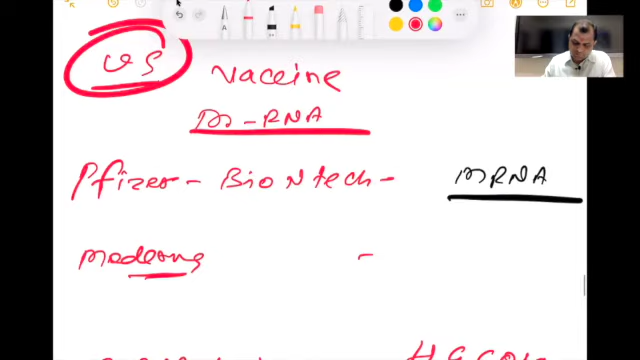 US
Vaccine
m-RNA
Pfizer- BioNtech- mRNA
moderna -